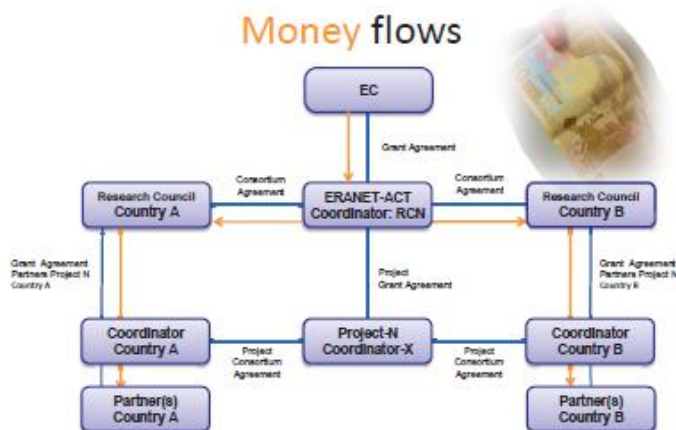 Money flows
EC
Grant Agreement
Consortium
Agreement
Consortium
Agreement
Research Council
Country A
ERANET-ACT
Coordinator: RCN
Research Council
Country B
Grant Agreement
Partners Project N
Country A
Project
Grant Agreement
Grant Agreement
Partners Project N
Country B
Coordinator
Country A
Project-N
Coordinator-X
Coordinator
Country B
Project
Consortium
Agreement
Project
Consortium
Agreement
Partner(s)
Country A
Partner(s)
Country B